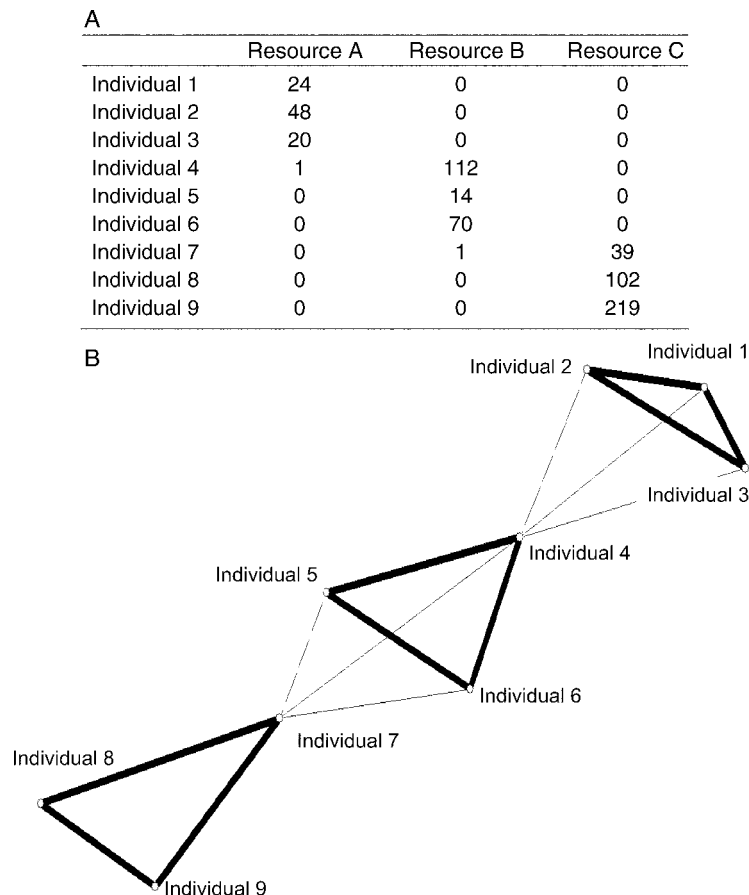 A
Resource A Resource B Resource C
Individual 1 24 0 0
Individual 2 48 0 0
Individual 3 20 0 0
Individual 4 1 112 0
Individual 5 0 14 0
Individual 6 0 70 0
Individual 7 0 1 39
Individual 8 0 0 102
Individual 9 0 0 219
B
Individual 1
Individual 2
Individual 3
Individual 4
Individual 5
Individual 6
Individual 7
Individual 8
Individual 9